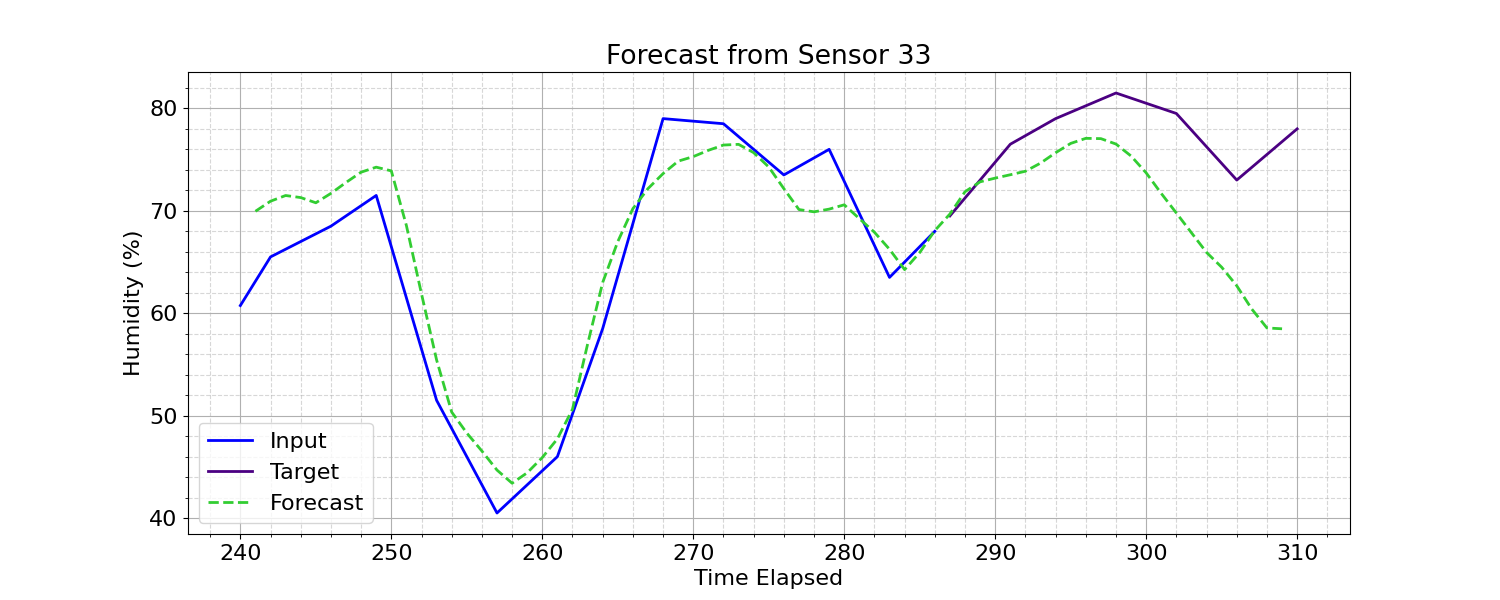 Forecast from Sensor 33
Humidity (%)
80
70
60
50
40
Input
Target
Forecast
240 250 260 270 280 290 300 310
Time Elapsed